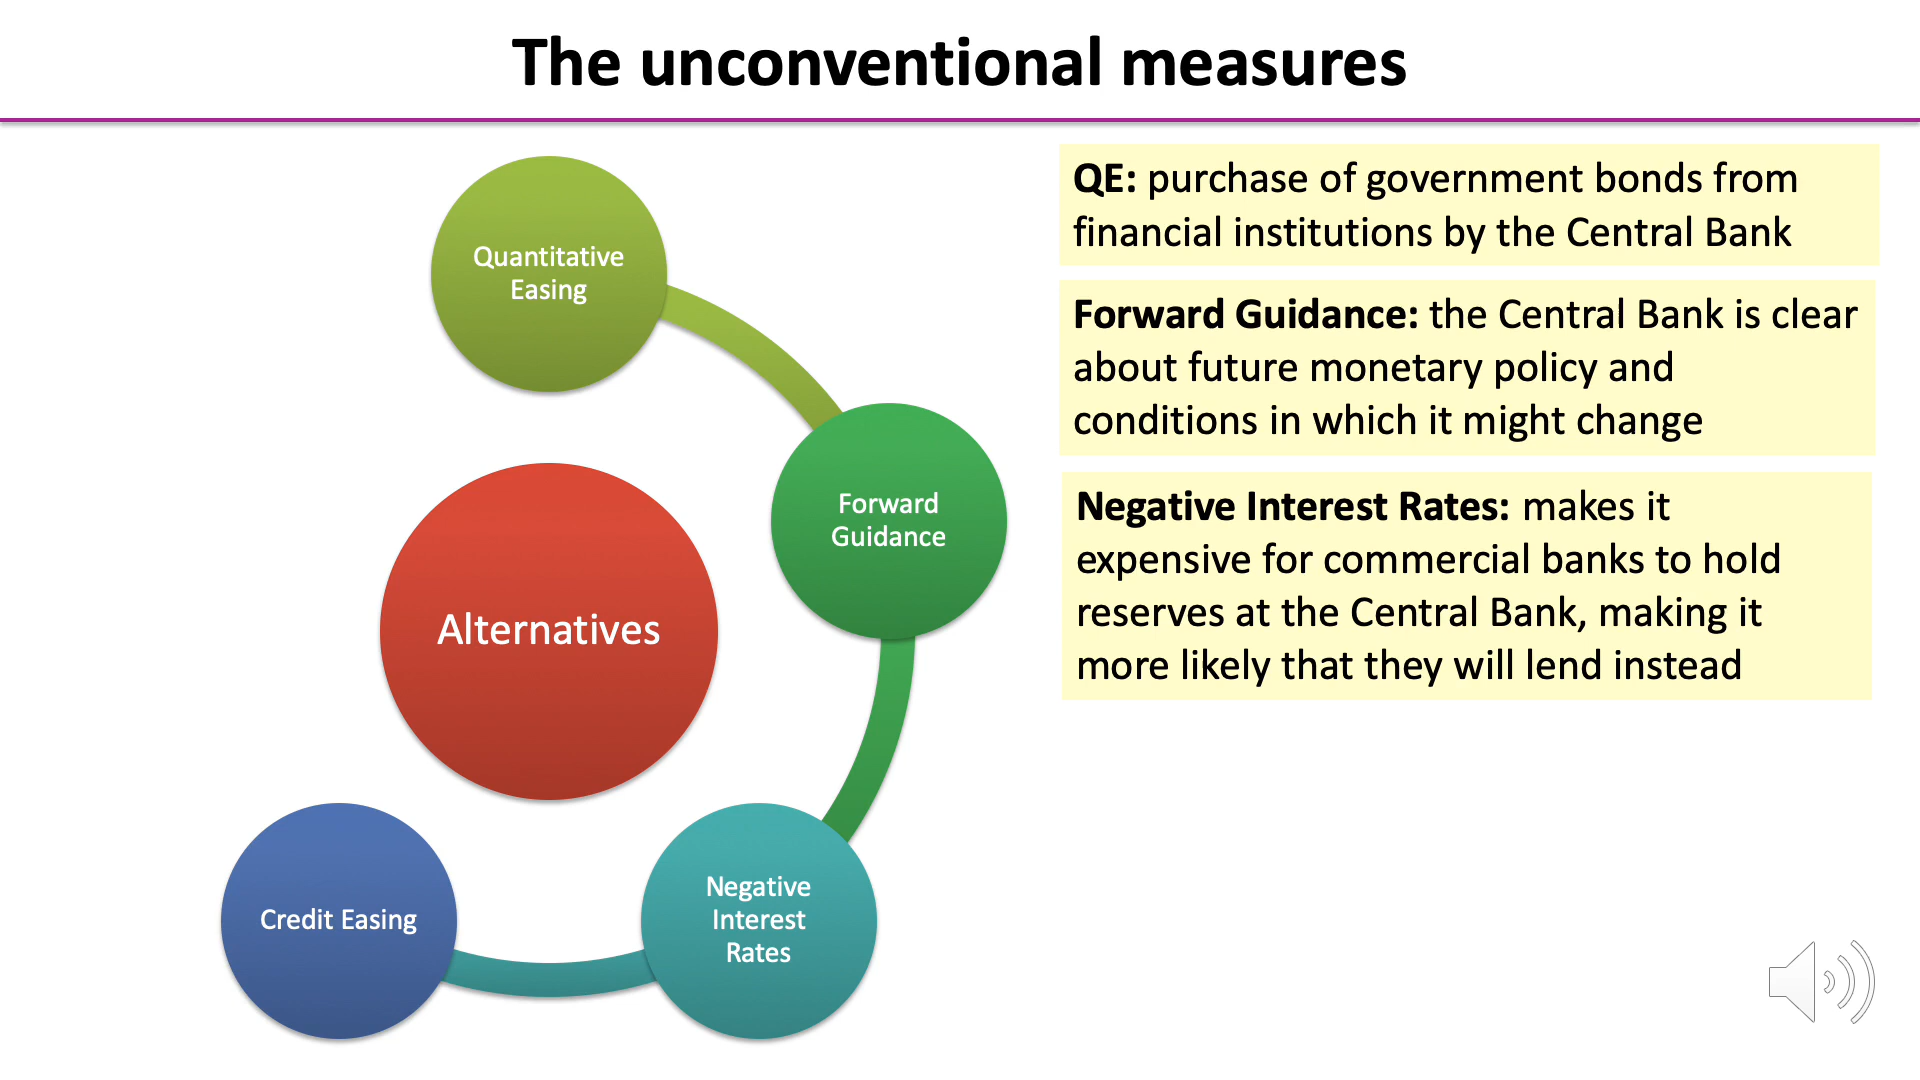 The unconventional measures
Quantitative
Easing
Forward
Guidance
Alternatives
Negative
Interest
Rates
Credit Easing
QE: purchase of government bonds from
financial institutions by the Central Bank
Forward Guidance: the Central Bank is clear
about future monetary policy and
conditions in which it might change
Negative Interest Rates: makes it
expensive for commercial banks to hold
reserves at the Central Bank, making it
more likely that they will lend instead